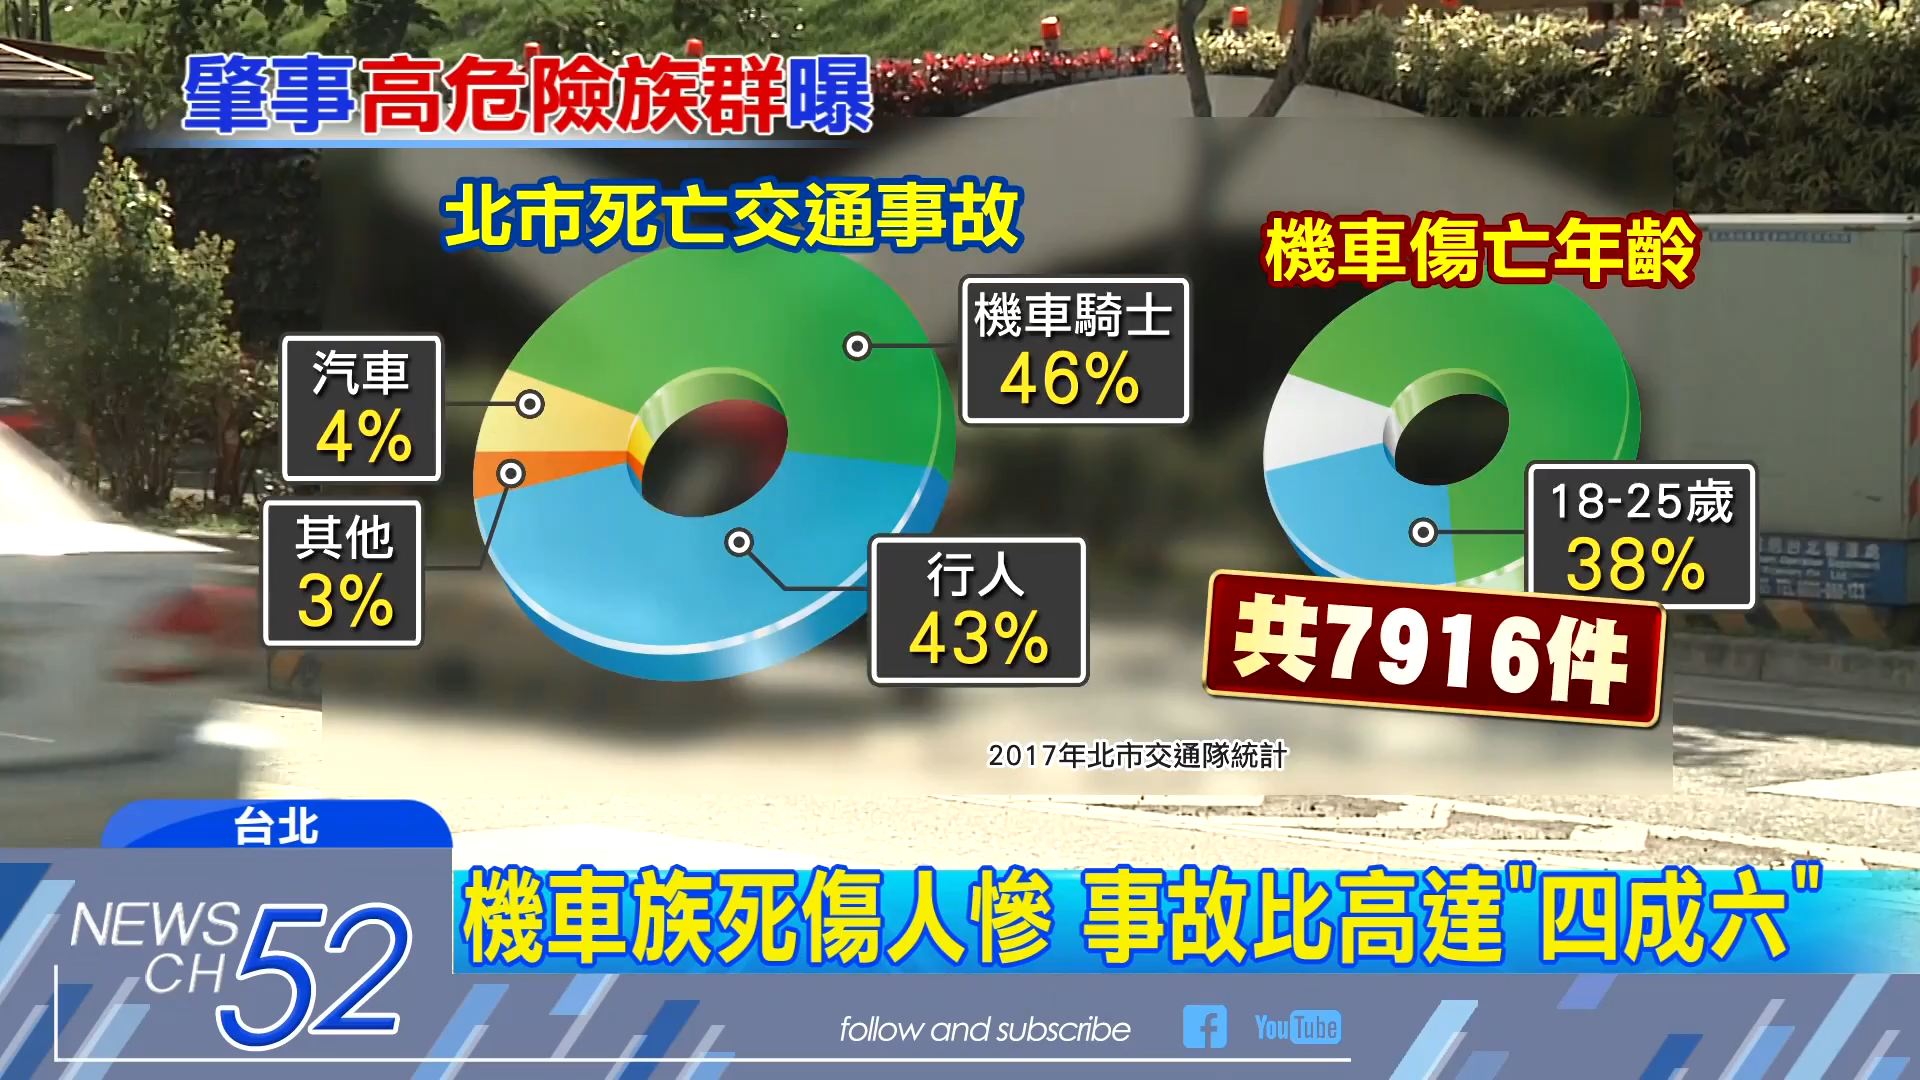 肇事高危險族群曝
北市死亡交通事故
機車傷亡年齡
機車騎士
46%
汽車
4%
其他
3%
行人
43%
18-25歲
38%
共7916件
2017年北市交通隊統計
台北
機車族死傷人慘 事故比高達"四成六"
NEWS
CH 52
follow and subscribe
f
YouTube